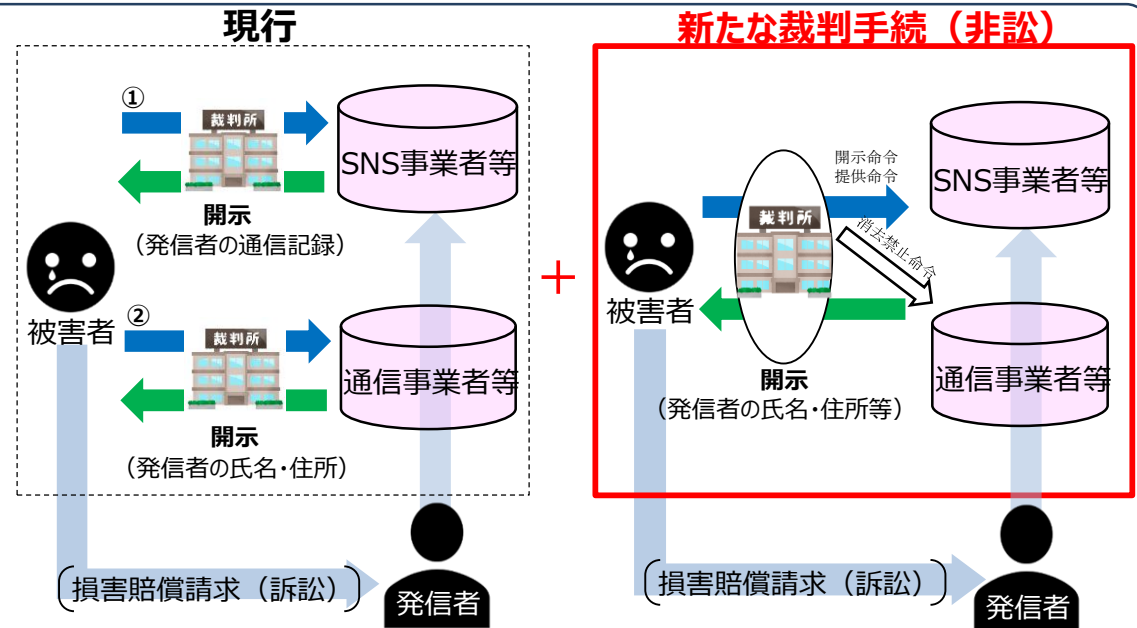 現行
①
裁判所
SNS事業者等
開示
（発信者の通信記録）
被害者
②
裁判所
通信事業者等
開示
（発信者の氏名・住所）
損害賠償請求（訴訟）
発信者
＋
新たな裁判手続（非訟）
開示命令
提供命令
SNS事業者等
裁判所
消去禁止命令
被害者
通信事業者等
開示
（発信者の氏名・住所等）
損害賠償請求（訴訟）
発信者